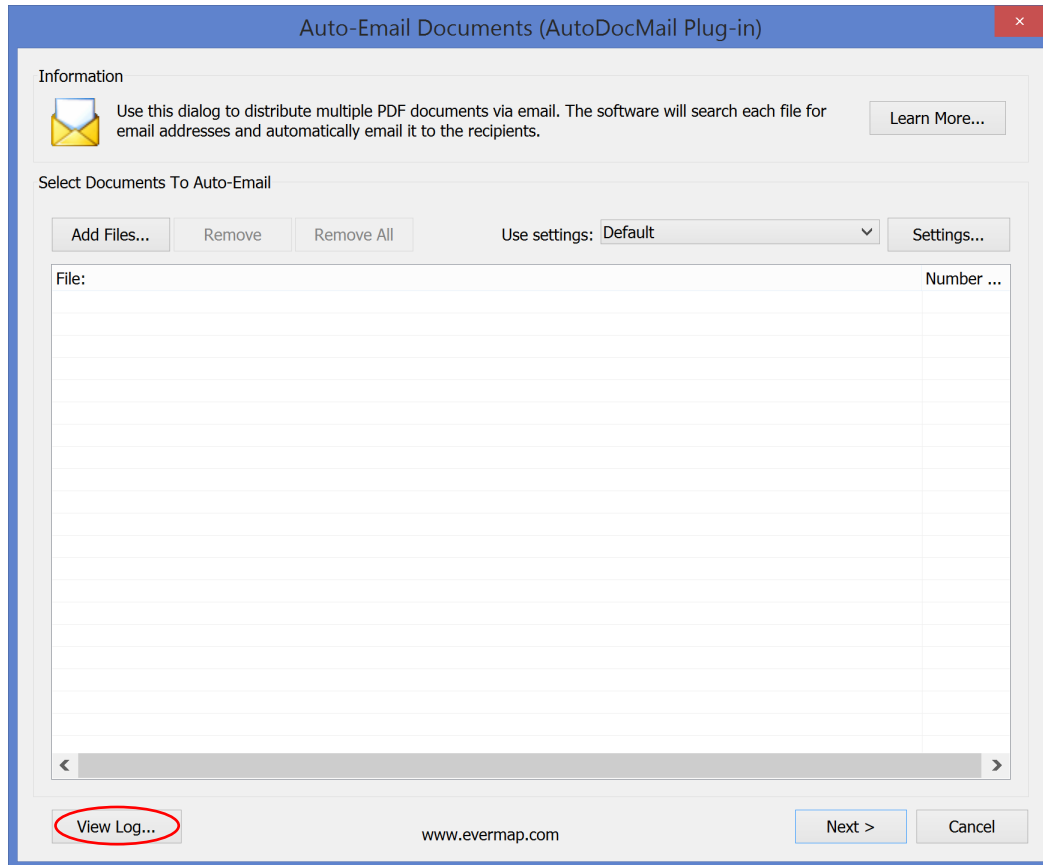 Auto-Email Documents (AutoDocMail Plug-in)
Information
Use this dialog to distribute multiple PDF documents via email. The software will search each file for
email addresses and automatically email it to the recipients.
Learn More...
Select Documents To Auto-Email
Add Files...
Remove
Remove All
Use settings:
Default
Settings...
File:
Number ...
View Log...
www.evermap.com
Next >
Cancel